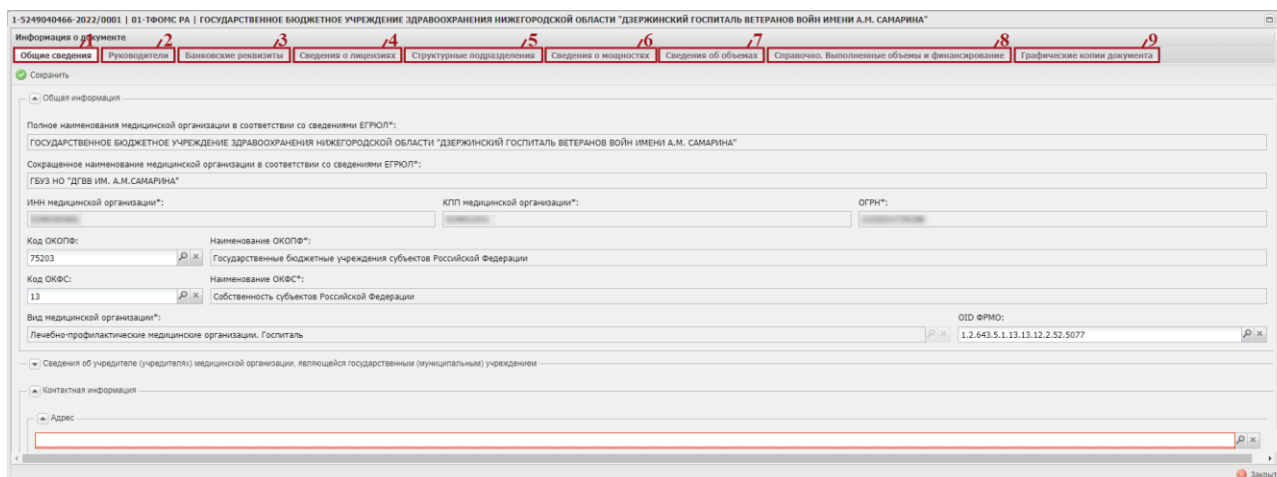 1-5249040466-2022/0001 | 01-ТФОМС РА | ГОСУДАРСТВЕННОЕ БЮДЖЕТНОЕ УЧРЕЖДЕНИЕ ЗДРАВООХРАНЕНИЯ НИЖЕГОРОДСКОЙ ОБЛАСТИ "ДЗЕРЖИНСКИЙ ГОСПИТАЛЬ ВЕТЕРАНОВ ВОЙН ИМЕНИ А.М. САМАРИНА"
Информация о документе
1 2 3 4 5 6 7 8 9
Общие сведения Руководители Банковские реквизиты Сведения о лицензиях Структурные подразделения Сведения о мощностях Сведения об объемах Справочно. Выполненные объемы и финансирование Графические копии документа
Сохранить
Общая информация
Полное наименования медицинской организации в соответствии со сведениями ЕГРЮЛ*:
ГОСУДАРСТВЕННОЕ БЮДЖЕТНОЕ УЧРЕЖДЕНИЕ ЗДРАВООХРАНЕНИЯ НИЖЕГОРОДСКОЙ ОБЛАСТИ "ДЗЕРЖИНСКИЙ ГОСПИТАЛЬ ВЕТЕРАНОВ ВОЙН ИМЕНИ А.М. САМАРИНА"
Сокращенное наименование медицинской организации в соответствии со сведениями ЕГРЮЛ*:
ГБУЗ НО "ДГВВ ИМ. А.М.САМАРИНА"
ИНН медицинской организации*: КПП медицинской организации*: ОГРН*:
Код ОКОПФ: Наименование ОКОПФ*:
75203 Государственные бюджетные учреждения субъектов Российской Федерации
Код ОКФС: Наименование ОКФС*:
13 Собственность субъектов Российской Федерации
Вид медицинской организации*: OID ФРМО:
Лечебно-профилактические медицинские организации. Госпиталь 1.2.643.5.1.13.13.12.2.52.5077
Сведения об учредителе (учредителях) медицинской организации, являющейся государственным (муниципальным) учреждением
Контактная информация
Адрес
Закрыт